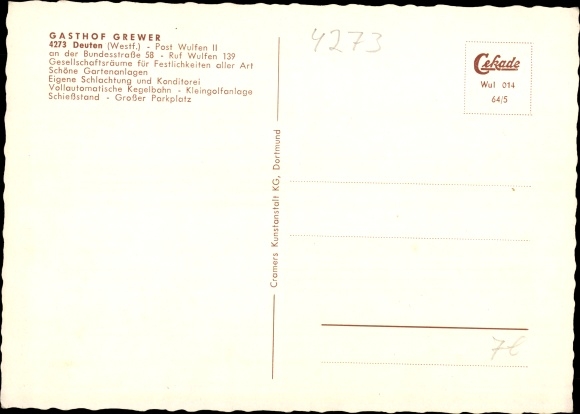 GASTHOF GREWER
4273 Deuten (Westf.) - Post Wulfen II
an der Bundesstraße 58 - Ruf Wulfen 139
Gesellschaftsräume für Festlichkeiten aller Art
Schöne Gartenanlagen
Eigene Schlachtung und Konditorei
Vollautomatische Kegelbahn - Kleingolfanlage
Schießstand - Großer Parkplatz
4273
Cekade
Wul 014
64/5
Cramers Kunstanstalt KG, Dortmund